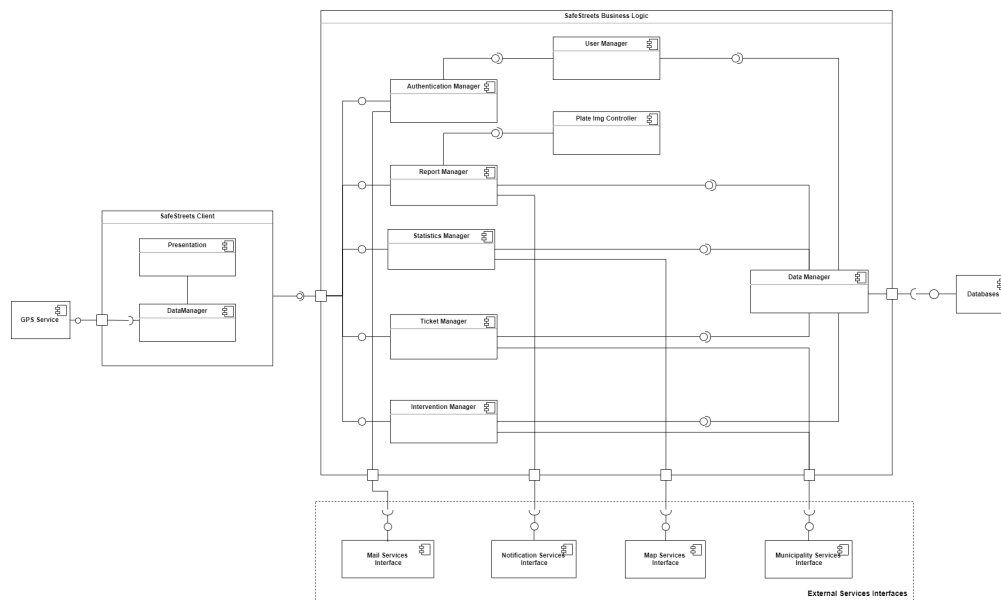 SafeStreets Business Logic
User Manager
Authentication Manager
Plate Img Controller
Report Manager
SafeStreets Client
Statistics Manager
Presentation
Data Manager
Databases
DataManager
GPS Service
Ticket Manager
Intervention Manager
Mail Services
Interface
Notification Services
Interface
Map Services
Interface
Municipality Services
Interface
External Services Interfaces